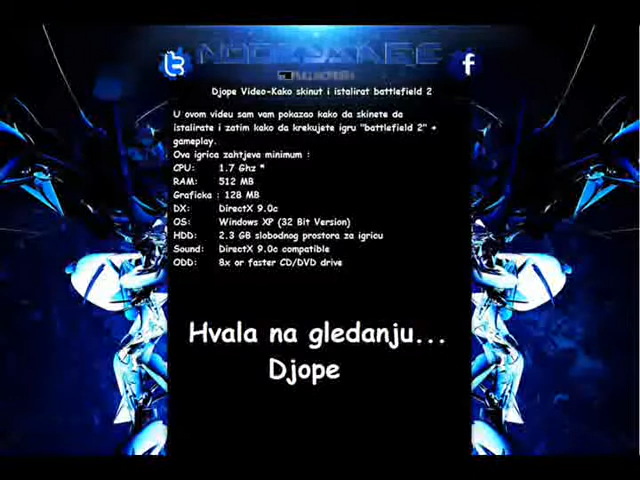 Djope Video-Kako skinut i istalirat battlefield 2
U ovom videu sam vam pokazao kako da skinete da
istalirate i zatim kako da krekujete igru "battlefield 2" +
gameplay.
Ova igrica zahtjeva minimum :
CPU: 1.7 Ghz *
RAM: 512 MB
Graficka : 128 MB
DX: DirectX 9.0c
OS: Windows XP (32 Bit Version)
HDD: 2.3 GB slobodnog prostora za igricu
Sound: DirectX 9.0c compatible
ODD: 8x or faster CD/DVD drive
Hvala na gledanju...
Djope